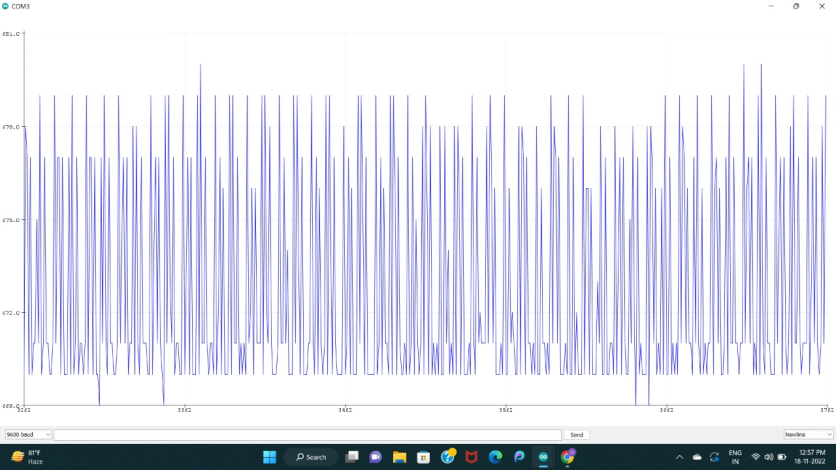 COM3
681.0
678.0
675.0
672.0
669.0
3262
3362
3462
3562
3662
3762
9600 baud
Send
Newline
81°F
Haze
Search
ENG
IN
12:57 PM
18-11-2022